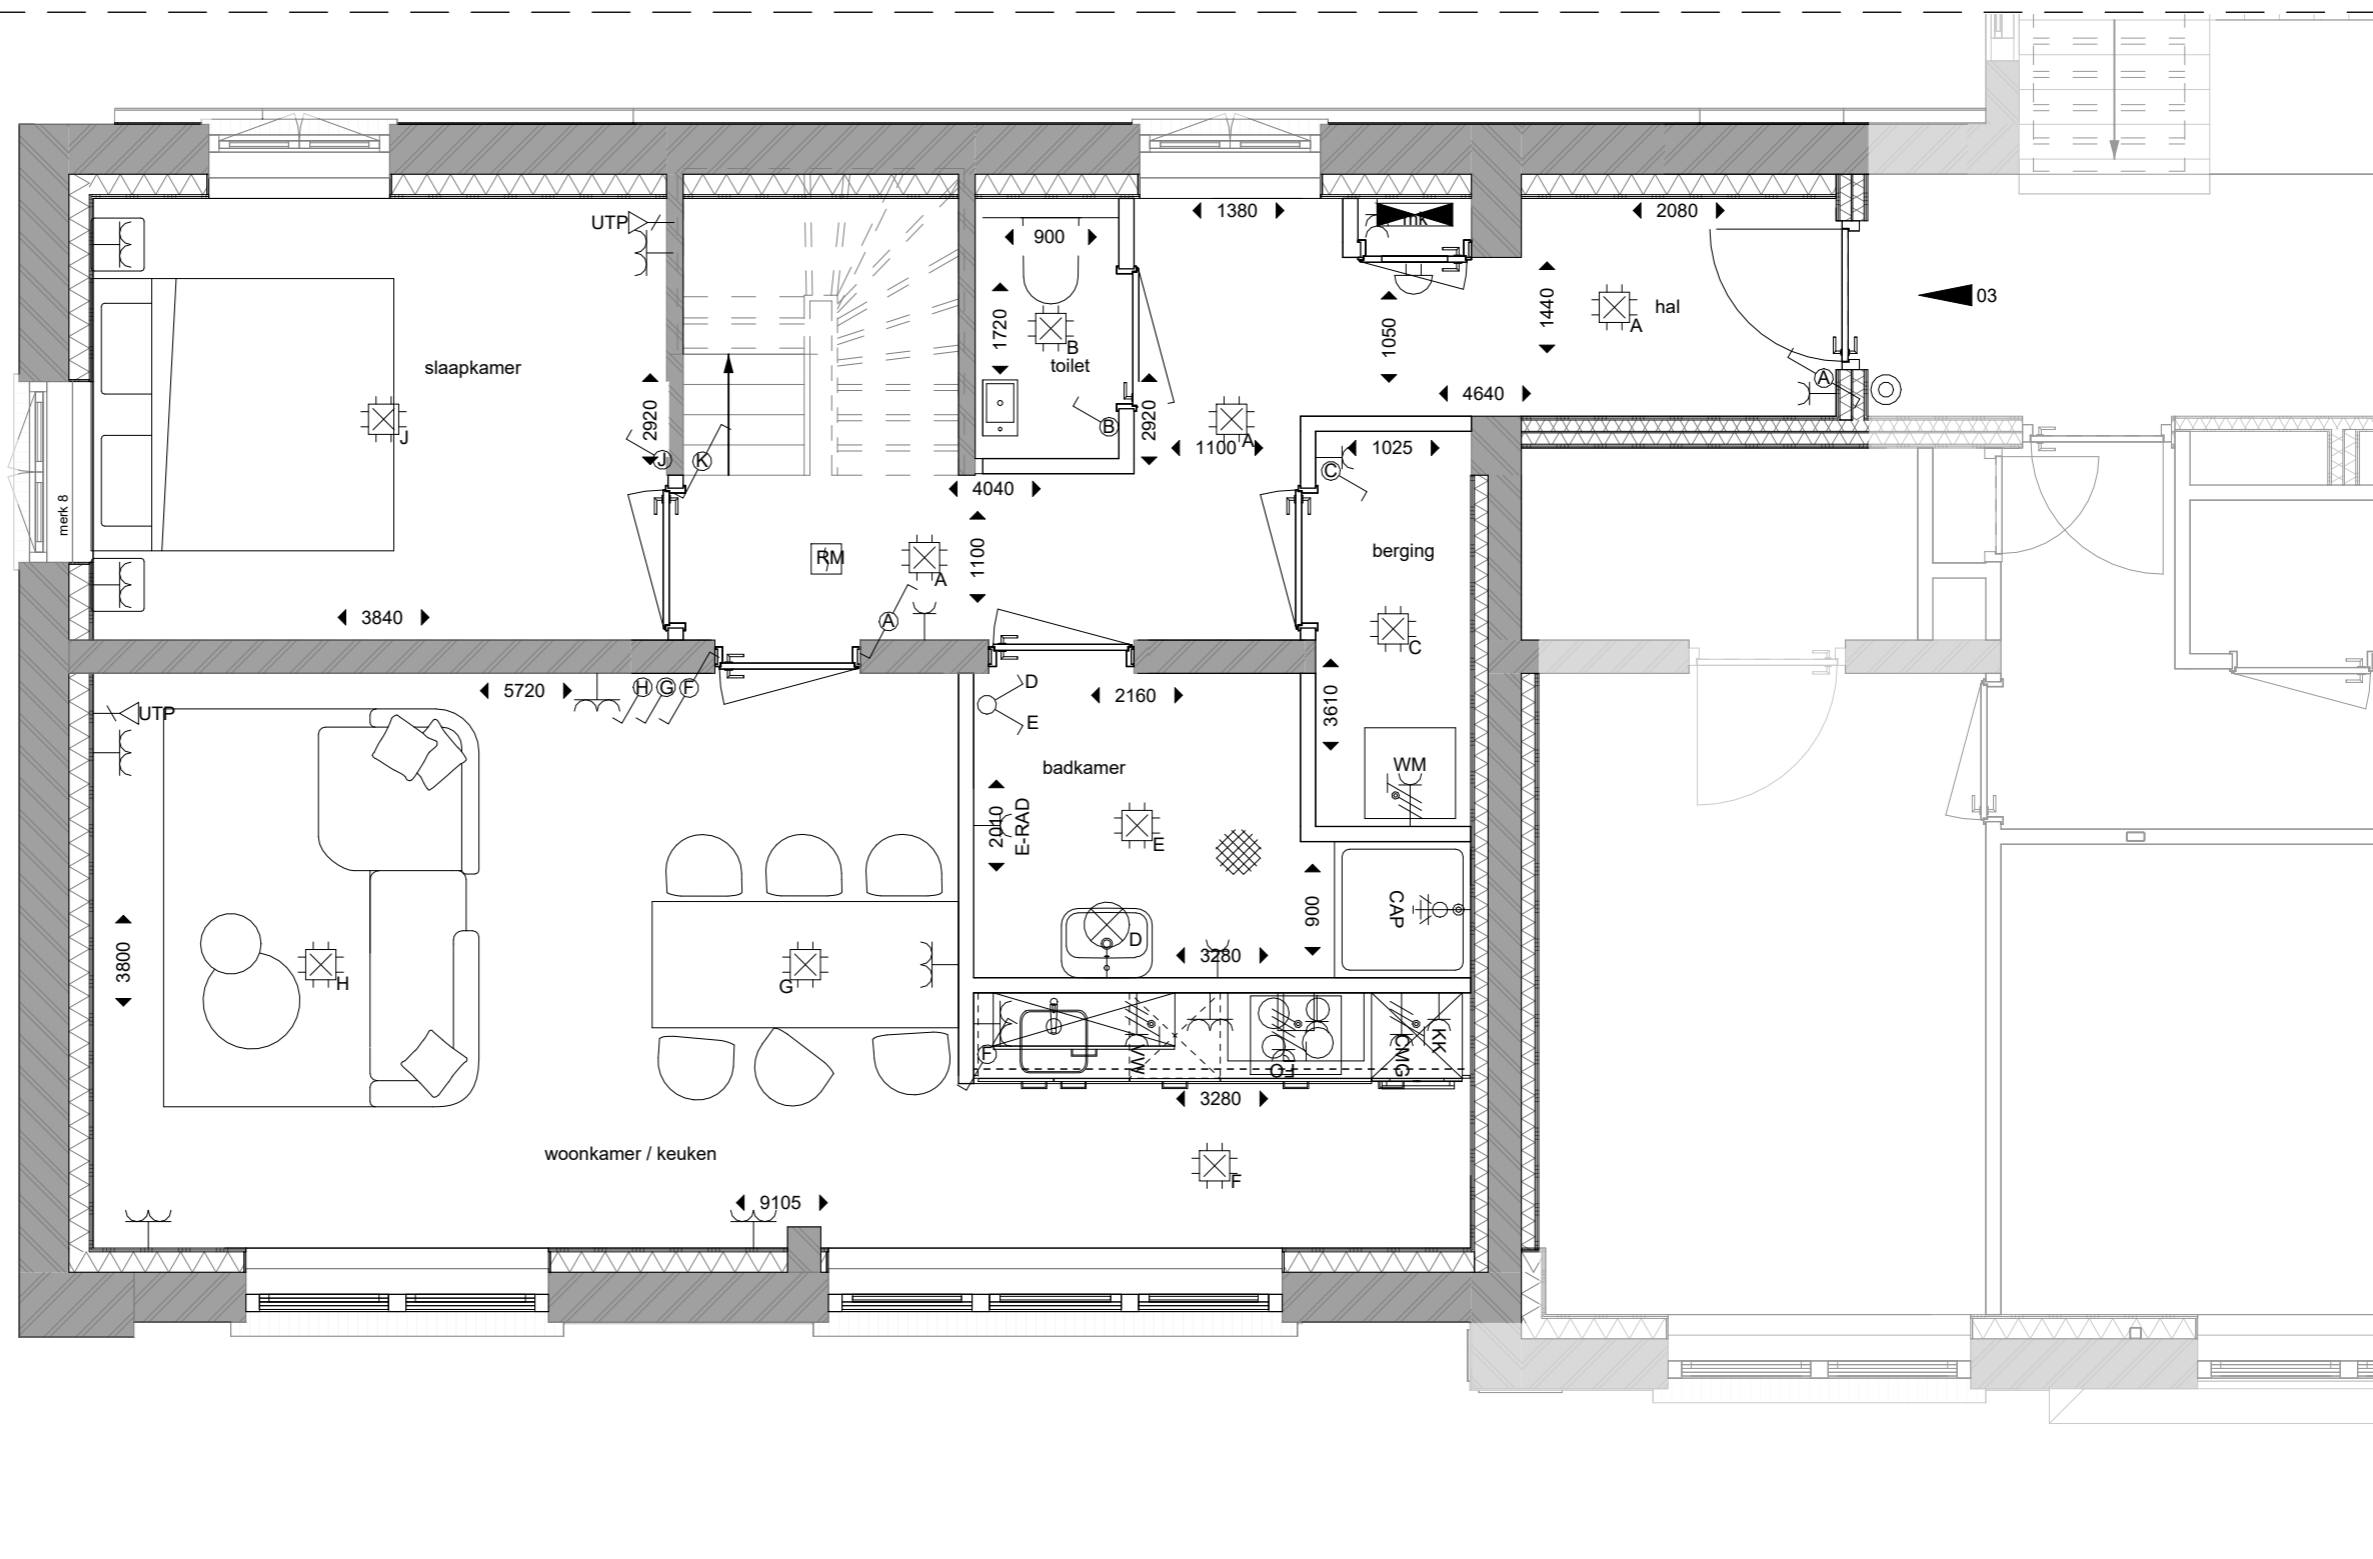 1380
mk
2080
UTP
900
1440
hal
03
A
1720
1050
B
toilet
slaapkamer
A
2920
2920
4640
J
B
A
1100
1025
J
K
C
merk 8
4040
berging
RM
1100
A
3840
A
C
H
G
F
D
5720
2160
UTP
E
3610
badkamer
WM
2010
E-RAD
E
CAP
900
D
3280
3800
H
G
F
VW
FO
CMG
KK
3280
woonkamer / keuken
F
9105